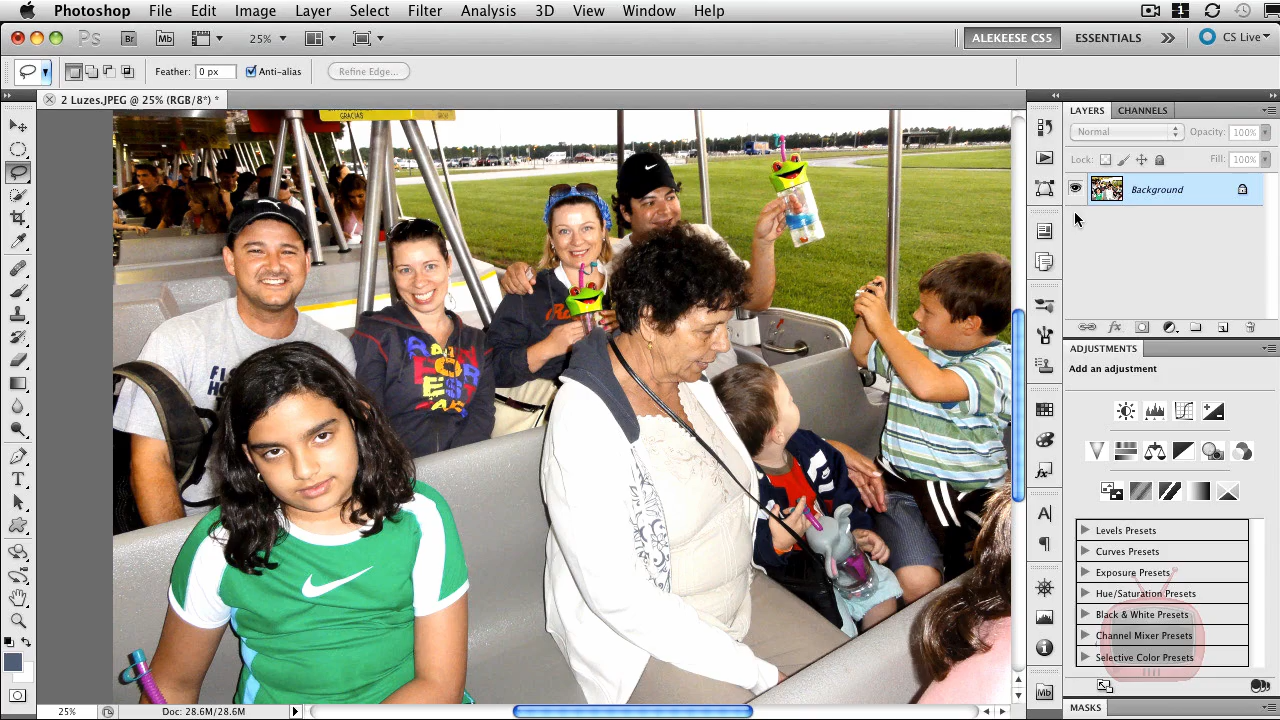 Photoshop File Edit Image Layer Select Filter Analysis 3D View Window Help
Ps Br Mb 25% ALEKEESE CS5 ESSENTIALS CS Live
Feather: 0 px Anti-alias Refine Edge...
2 Luzes.JPEG @ 25% (RGB/8*) *
LAYERS CHANNELS
Normal Opacity: 100%
Lock: Fill: 100%
Background
GRACIAS
ADJUSTMENTS
Add an adjustment
Levels Presets
Curves Presets
Exposure Presets
Hue/Saturation Presets
Black & White Presets
Channel Mixer Presets
Selective Color Presets
Mb
MASKS
25% Doc: 28.6M/28.6M